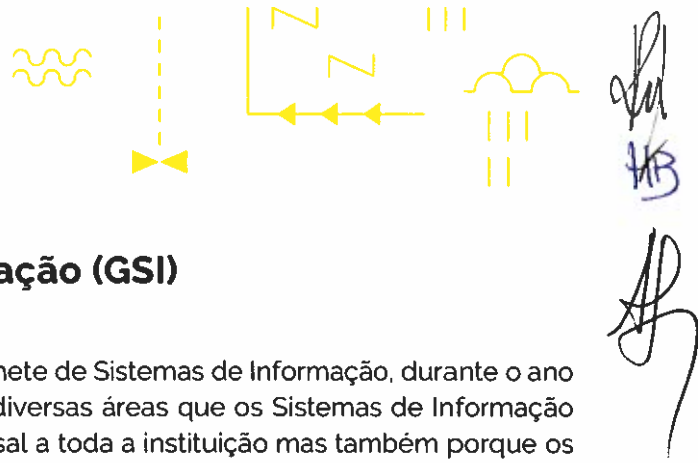 ação (GSI)
nete de Sistemas de Informação, durante o ano
diversas áreas que os Sistemas de Informação
sal a toda a instituição mas também porque os
HB